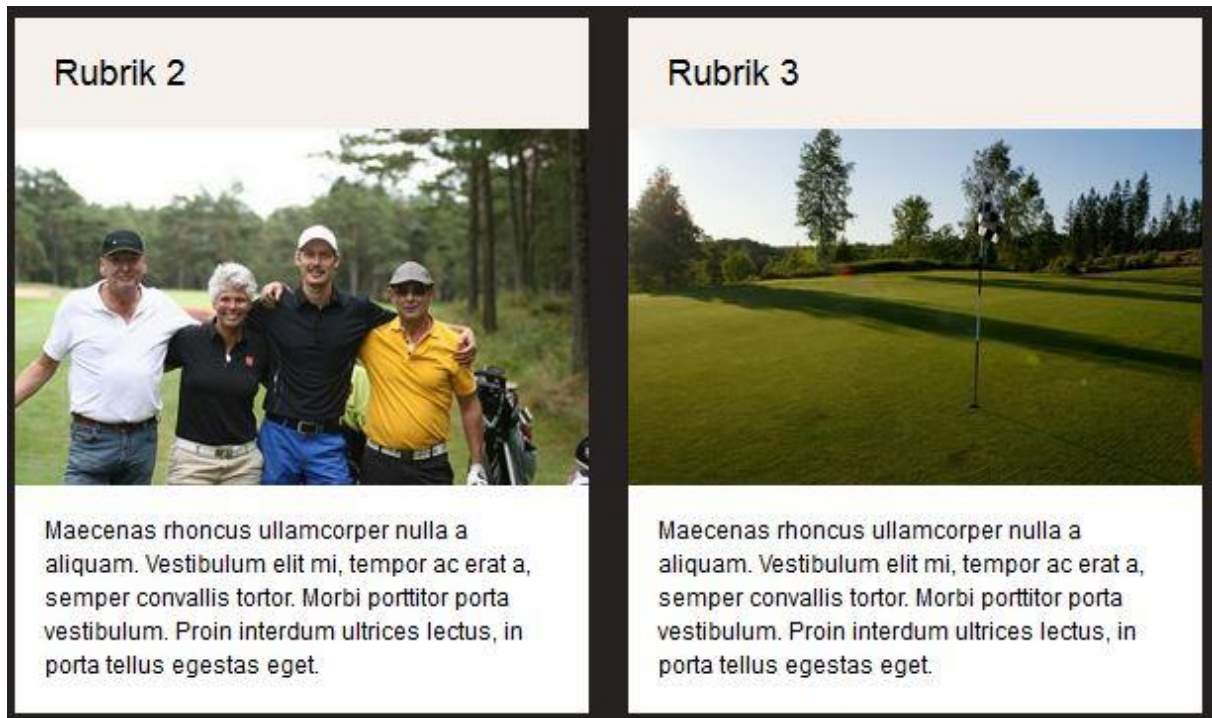 Rubrik 2
Maecenas rhoncus ullamcorper nulla a
aliquam. Vestibulum elit mi, tempor ac erat a,
semper convallis tortor. Morbi porttitor porta
vestibulum. Proin interdum ultrices lectus, in
porta tellus egestas eget.
Rubrik 3
Maecenas rhoncus ullamcorper nulla a
aliquam. Vestibulum elit mi, tempor ac erat a,
semper convallis tortor. Morbi porttitor porta
vestibulum. Proin interdum ultrices lectus, in
porta tellus egestas eget.